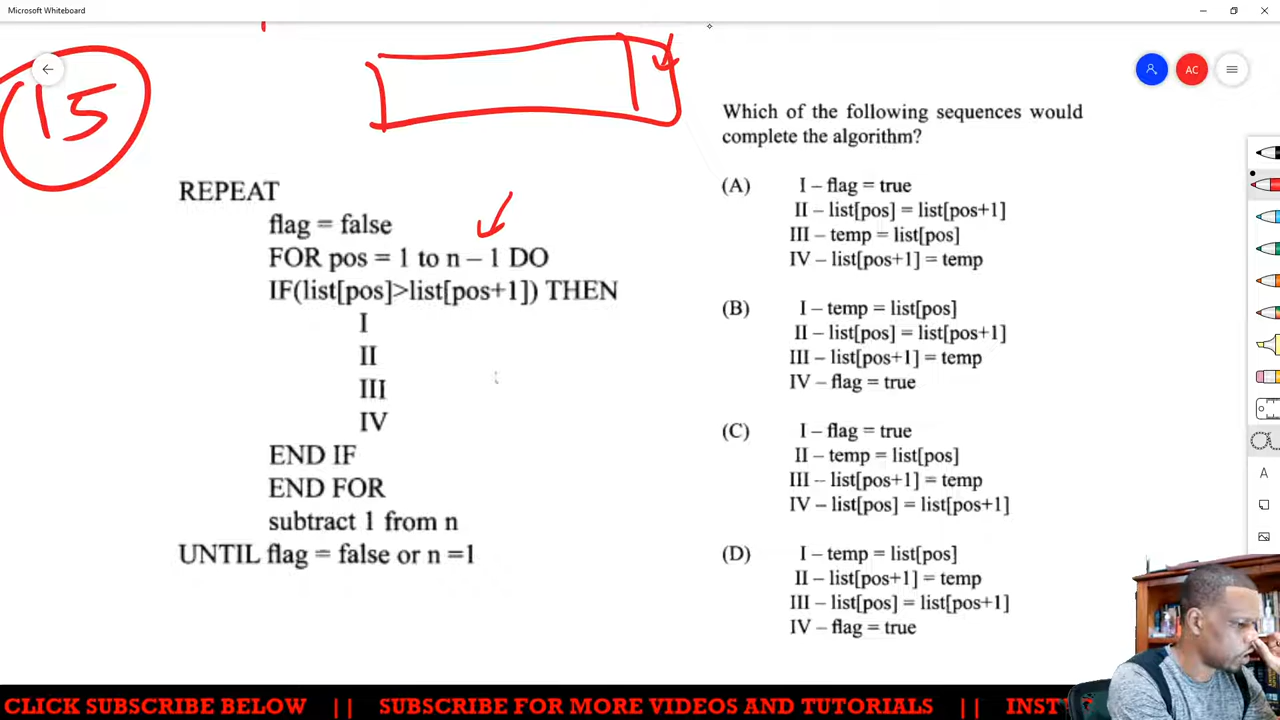 Microsoft Whiteboard
15
AC
REPEAT
flag = false
FOR pos = 1 to n – 1 DO
IF(list[pos]>list[pos+1]) THEN
I
II
III
IV
END IF
END FOR
subtract 1 from n
UNTIL flag = false or n =1
Which of the following sequences would
complete the algorithm?
(A) I – flag = true
II – list[pos] = list[pos+1]
III – temp = list[pos]
IV – list[pos+1] = temp
(B) I – temp = list[pos]
II – list[pos] = list[pos+1]
III – list[pos+1] = temp
IV – flag = true
(C) I – flag = true
II – temp = list[pos]
III – list[pos+1] = temp
IV – list[pos] = list[pos+1]
(D) I – temp = list[pos]
II – list[pos+1] = temp
III – list[pos] = list[pos+1]
IV – flag = true
A
CLICK SUBSCRIBE BELOW || SUBSCRIBE FOR MORE VIDEOS AND TUTORIALS || INST